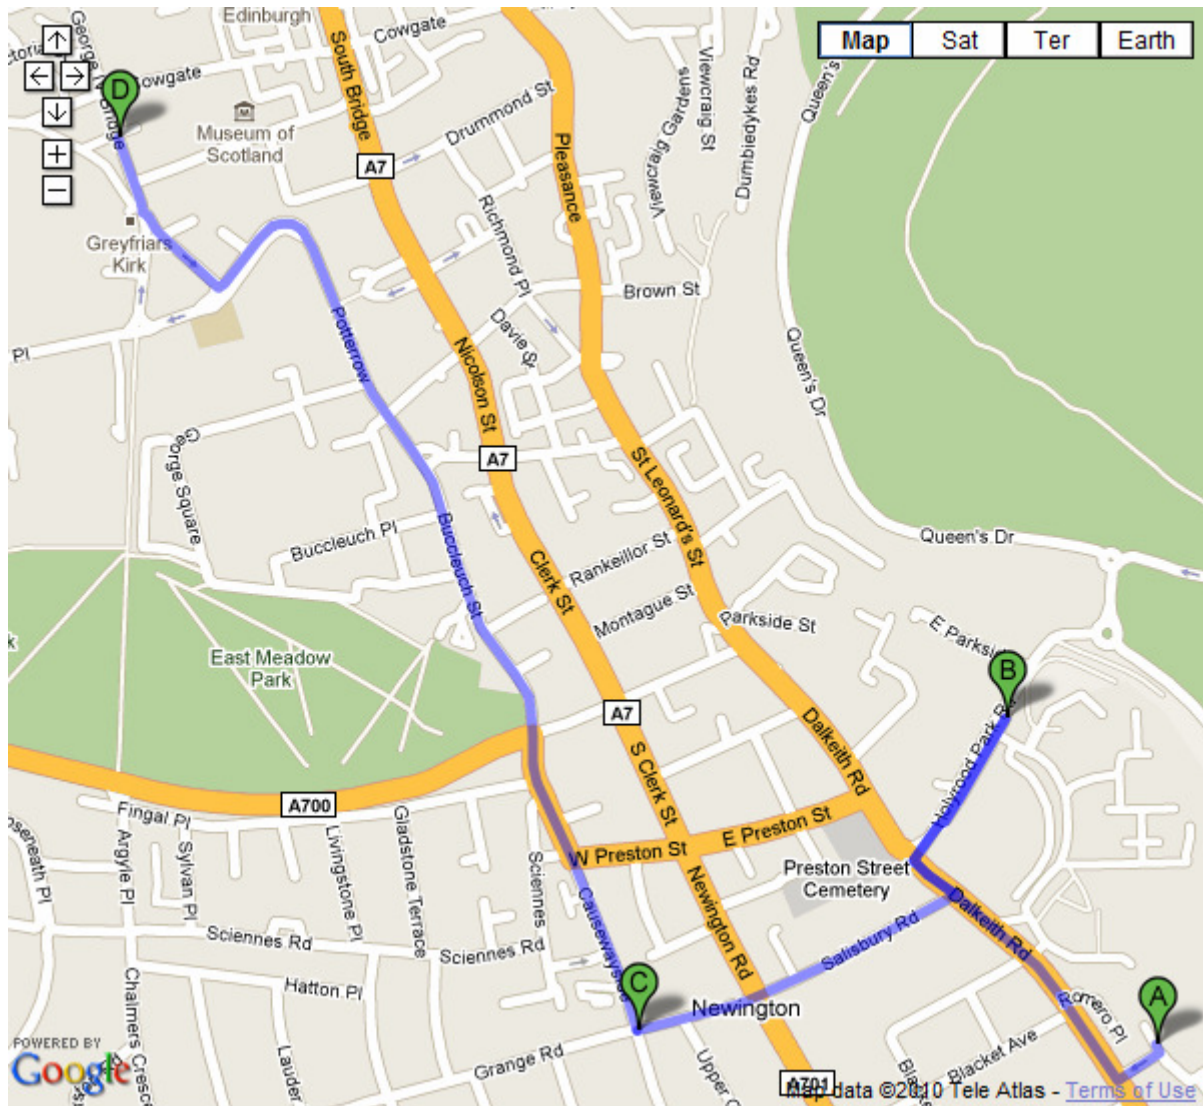 Edinburgh
Cowgate
Map
Sat
Ter
Earth
Cowgate
D
Museum of
Scotland
South Bridge
A7
Drummond St
Pleasance
Viewcraig Gardens
Viewcraig St
Dumbiedykes Rd
Queen's
Greyfriars
Kirk
Richmond Pl
Brown St
Potterrow
Davie St
Nicolson St
Queen's Dr
Queen's Dr
Pl
George Square
A7
St Leonard's St
Buccleuch Pl
Buccleuch St
Clerk St
Rankeillor St
Montague St
Parkside St
Queen's Dr
East Meadow
Park
k
E Parkside
B
A7
S Clerk St
Dalkeith Rd
Holyrood Park Rd
A700
Fingal Pl
Argyle Pl
Sylvan Pl
Livingstone Pl
Gladstone Terrace
Sciennes
W Preston St
E Preston St
Preston Street
Cemetery
Causewayside
Newington Rd
Salisbury Rd
Dalkeith Rd
Sciennes Rd
Sciennes Rd
Hatton Pl
Chalmers Cresc
C
Newington
Romero Pl
A
Grange Rd
Blacket Ave
Lauder
Upper
POWERED BY
Google
A701
Map data ©2010 Tele Atlas - Terms of Use